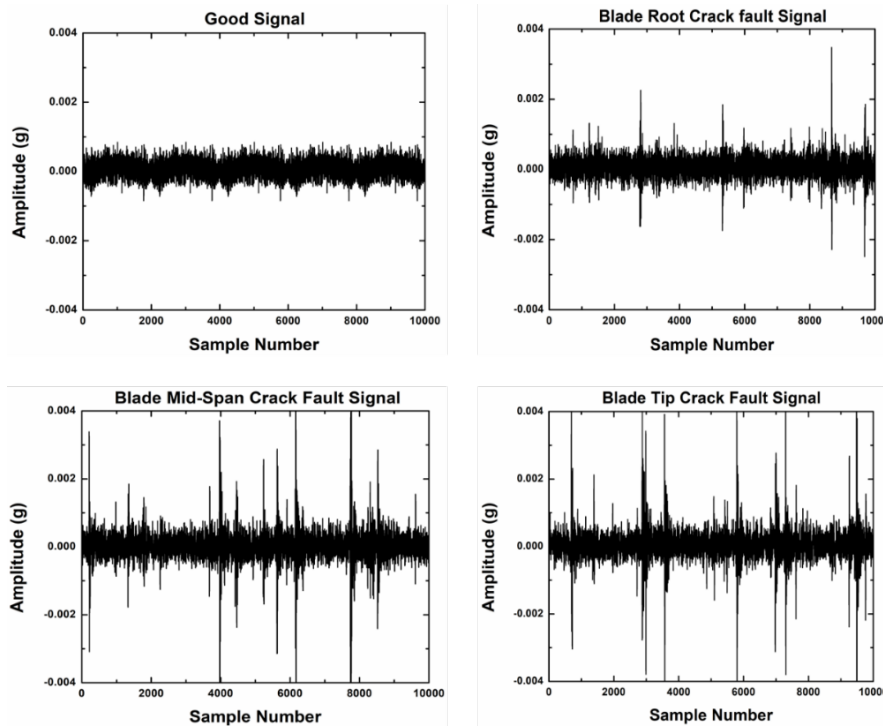 Good Signal
0.004
0.002
0.000
-0.002
-0.004
Amplitude (g)
0 2000 4000 6000 8000 10000
Sample Number
Blade Root Crack fault Signal
0.004
0.002
0.000
-0.002
-0.004
Amplitude (g)
0 2000 4000 6000 8000 10000
Sample Number
Blade Mid-Span Crack Fault Signal
0.004
0.002
0.000
-0.002
-0.004
Amplitude (g)
0 2000 4000 6000 8000 10000
Sample Number
Blade Tip Crack Fault Signal
0.004
0.002
0.000
-0.002
-0.004
Amplitude (g)
0 2000 4000 6000 8000 10000
Sample Number